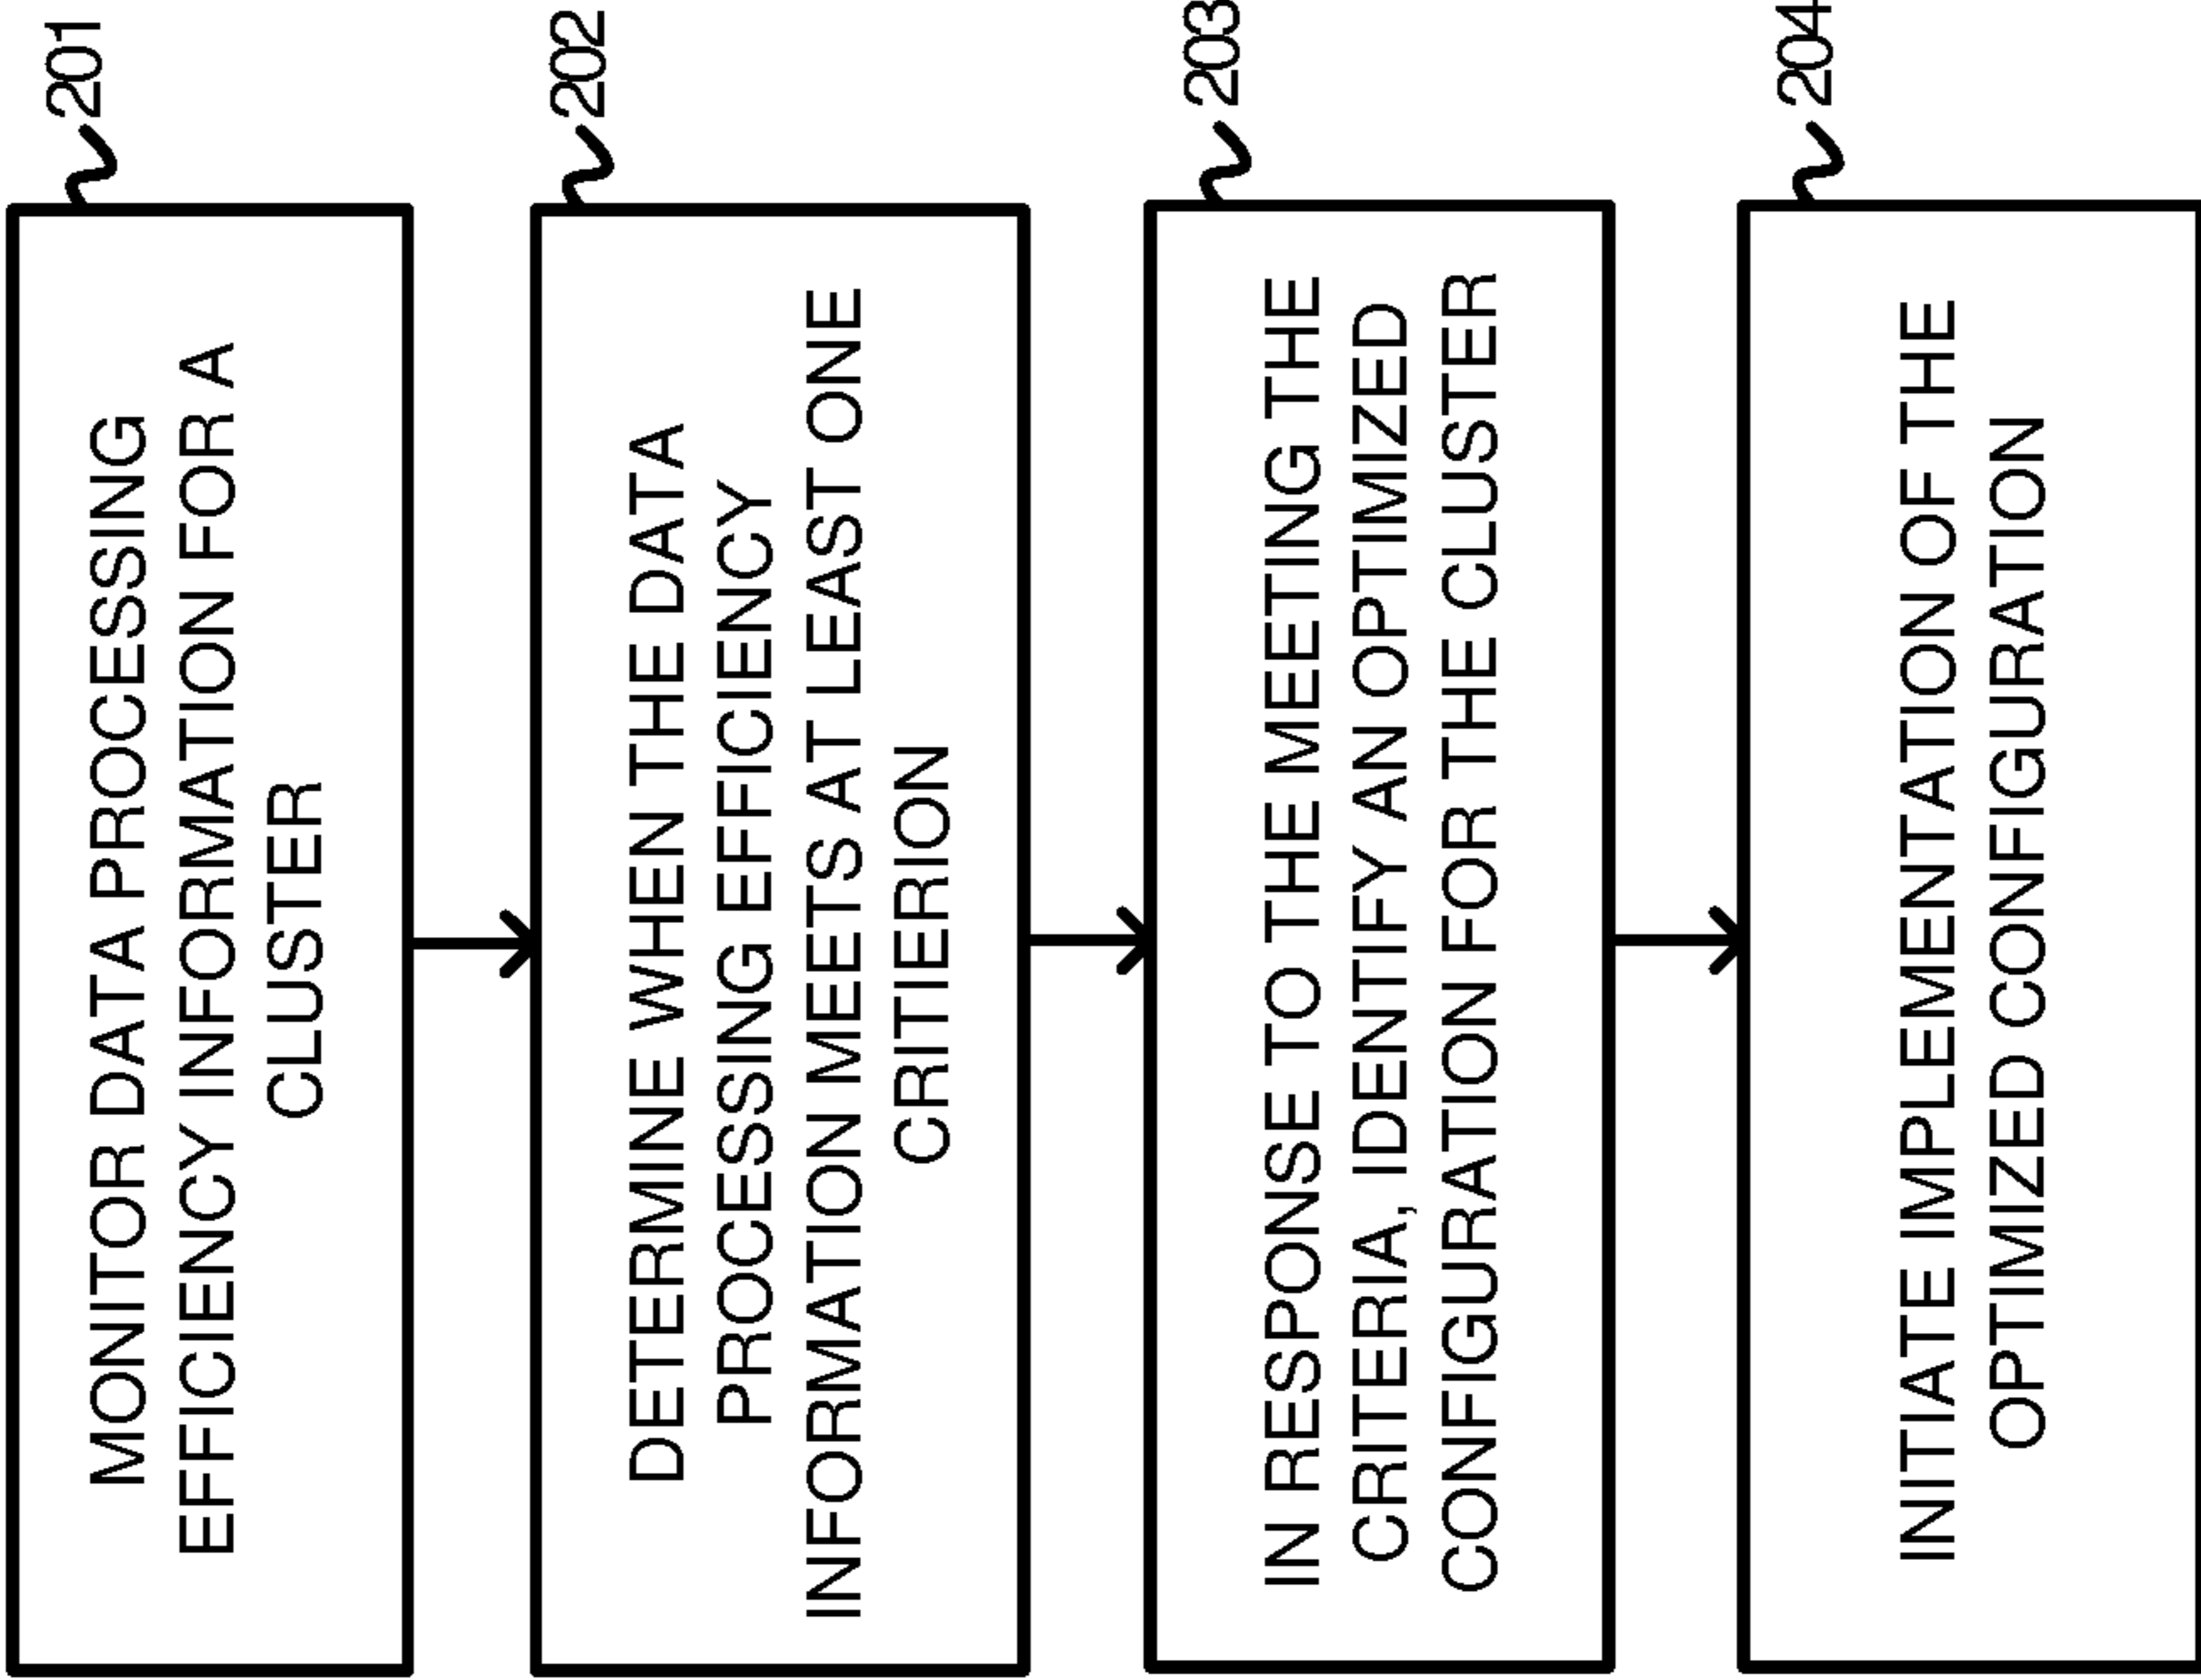 201
MONITOR DATA PROCESSING
EFFICIENCY INFORMATION FOR A
CLUSTER
202
DETERMINE WHEN THE DATA
PROCESSING EFFICIENCY
INFORMATION MEETS AT LEAST ONE
CRITIERION
203
IN RESPONSE TO THE MEETING THE
CRITERIA, IDENTIFY AN OPTIMIZED
CONFIGURATION FOR THE CLUSTER
204
INITIATE IMPLEMENTATION OF THE
OPTIMIZED CONFIGURATION